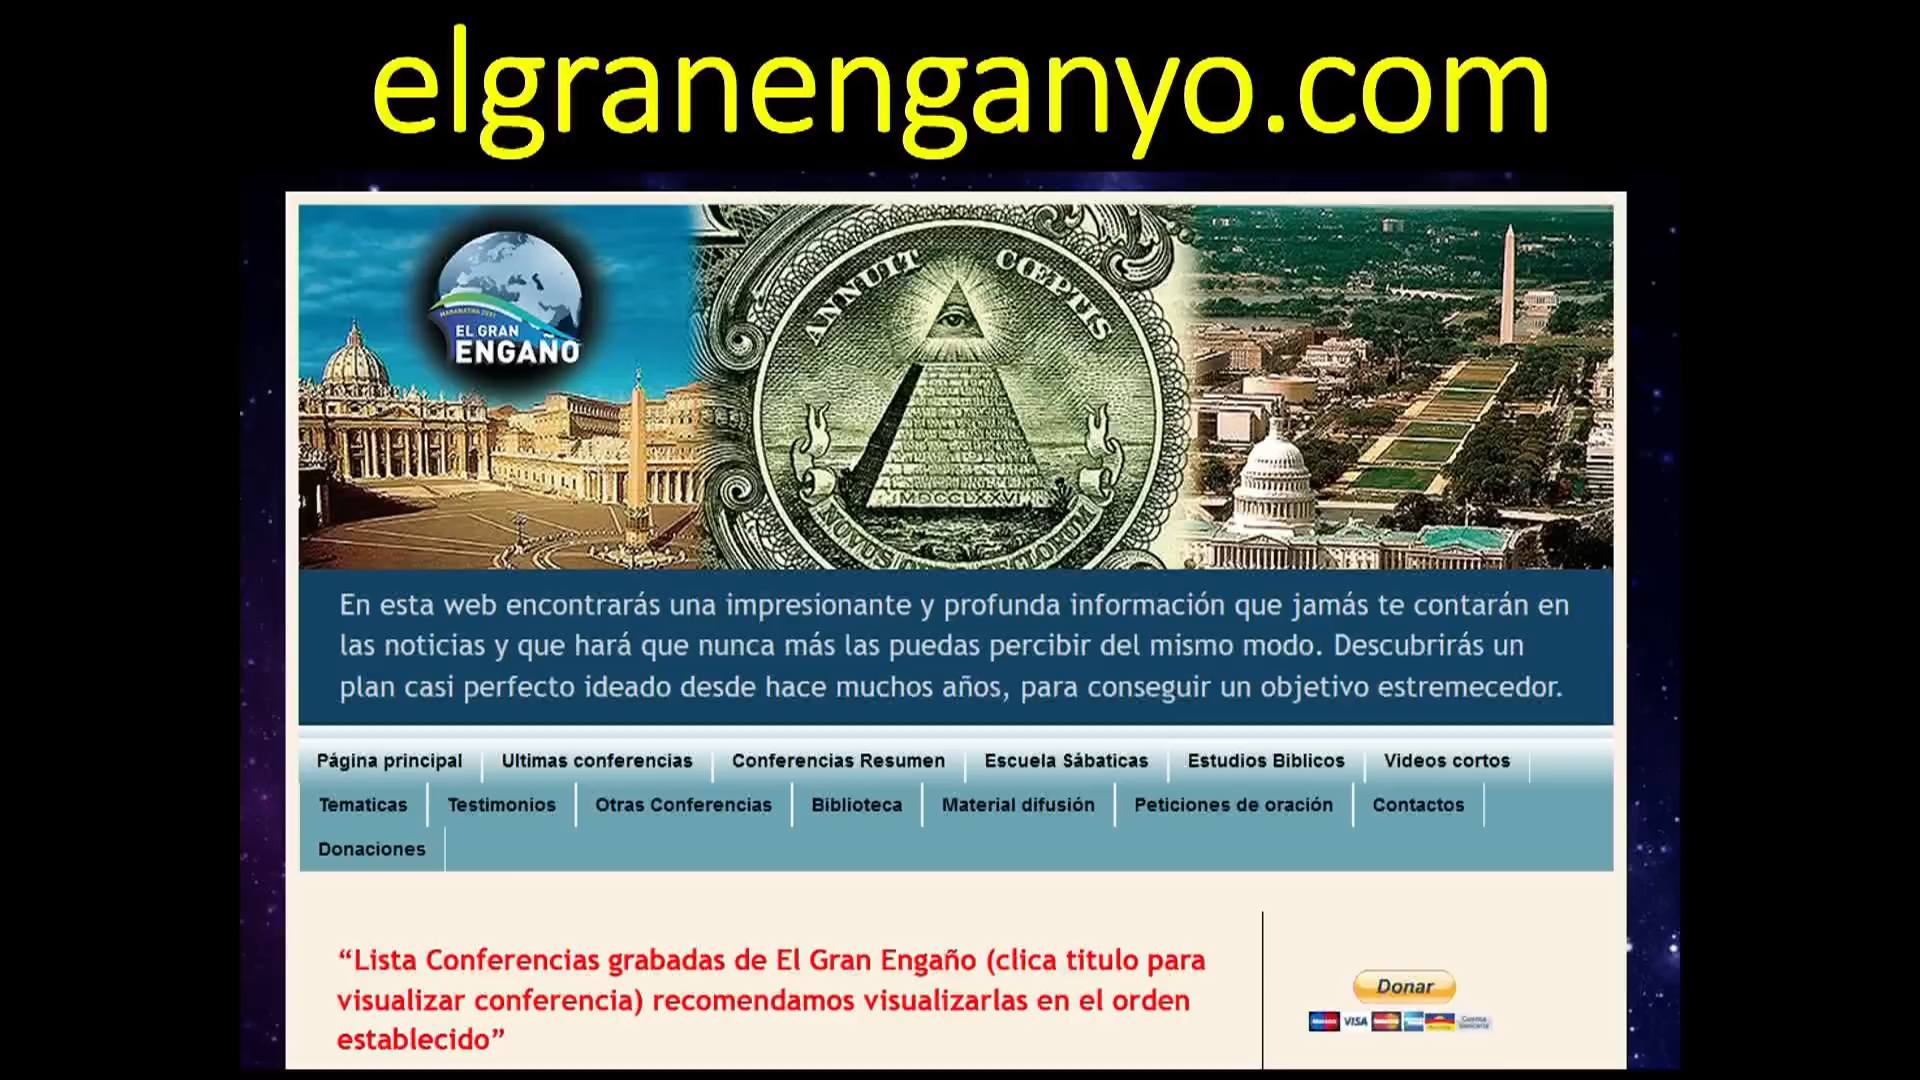 elgranenganyo.com
ANNUIT CŒPTIS
EL GRAN
ENGAÑO
MDCCLXXVI
En esta web encontrarás una impresionante y profunda información que jamás te contarán en
las noticias y que hará que nunca más las puedas percibir del mismo modo. Descubrirás un
plan casi perfecto ideado desde hace muchos años, para conseguir un objetivo estremecedor.
Página principal Ultimas conferencias Conferencias Resumen Escuela Sábaticas Estudios Biblicos Videos cortos
Tematicas Testimonios Otras Conferencias Biblioteca Material difusión Peticiones de oración Contactos
Donaciones
“Lista Conferencias grabadas de El Gran Engaño (clica titulo para
visualizar conferencia) recomendamos visualizarlas en el orden
establecido”
Donar
VISA